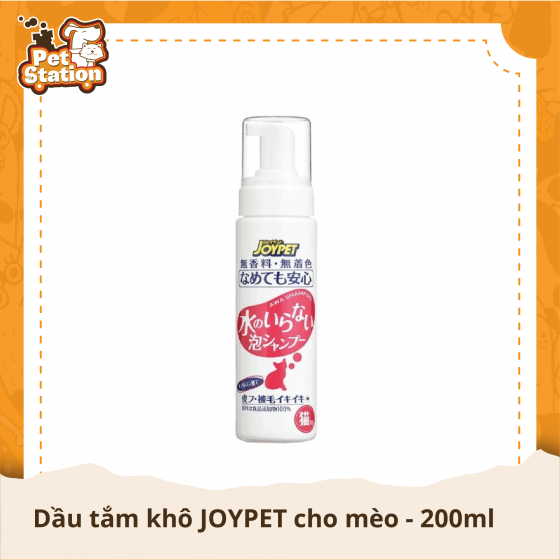 Pet
Station
JOYPET
無香料・無着色
なめても安心
AWA SHAMPOO
水のいらない
泡シャンプー
皮フ・被毛イキイキ
猫
Dầu tắm khô JOYPET cho mèo - 200ml